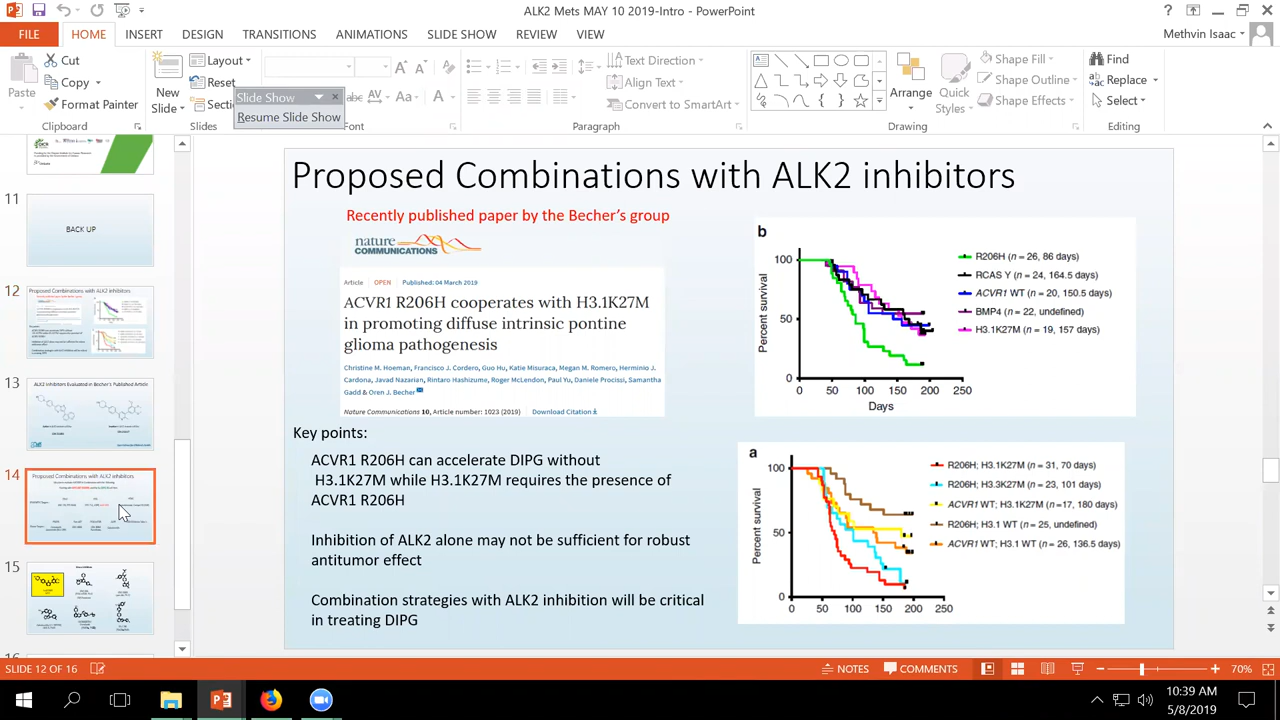 ALK2 Mets MAY 10 2019-Intro - PowerPoint
FILE
HOME
INSERT
DESIGN
TRANSITIONS
ANIMATIONS
SLIDE SHOW
REVIEW
VIEW
Methvin Isaac
Paste
Cut
Copy
Format Painter
Clipboard
New
Slide
Layout
Reset
Secti
Slides
Slide Show
Resume Slide Show
abc
AV
Aa
A
Font
Text Direction
Align Text
Convert to SmartArt
Paragraph
Arrange
Quick
Styles
Shape Fill
Shape Outline
Shape Effects
Drawing
Find
Replace
Select
Editing
11
BACK UP
12
Proposed Combinations with ALK2 inhibitors
13
ALK2 Inhibitors Evaluated in Becher's Published Article
14
Proposed Combinations with ALK2 inhibitors
15
Proposed Combinations with ALK2 inhibitors
Recently published paper by the Becher's group
nature
COMMUNICATIONS
Article OPEN Published: 04 March 2019
ACVR1 R206H cooperates with H3.1K27M
in promoting diffuse intrinsic pontine
glioma pathogenesis
Christine M. Hoeman, Francisco J. Cordero, Guo Hu, Katie Misuraca, Megan M. Romero, Herminio J.
Cardona, Javad Nazarian, Rintaro Hashizume, Roger McLendon, Paul Yu, Daniele Procissi, Samantha
Gadd & Oren J. Becher
Nature Communications 10, Article number: 1023 (2019) Download Citation
b
Percent survival
100
50
0
0 50 100 150 200 250
Days
R206H (n = 26, 86 days)
RCAS Y (n = 24, 164.5 days)
ACVR1 WT (n = 20, 150.5 days)
BMP4 (n = 22, undefined)
H3.1K27M (n = 19, 157 days)
Key points:
ACVR1 R206H can accelerate DIPG without
H3.1K27M while H3.1K27M requires the presence of
ACVR1 R206H
Inhibition of ALK2 alone may not be sufficient for robust
antitumor effect
Combination strategies with ALK2 inhibition will be critical
in treating DIPG
a
Percent survival
100
50
0
0 50 100 150 200 250
R206H; H3.1K27M (n = 31, 70 days)
R206H; H3.3K27M (n = 23, 101 days)
ACVR1 WT; H3.1K27M (n=17, 180 days)
R206H; H3.1 WT (n = 25, undefined)
ACVR1 WT; H3.1 WT (n = 26, 136.5 days)
SLIDE 12 OF 16
NOTES
COMMENTS
70%
10:39 AM
5/8/2019